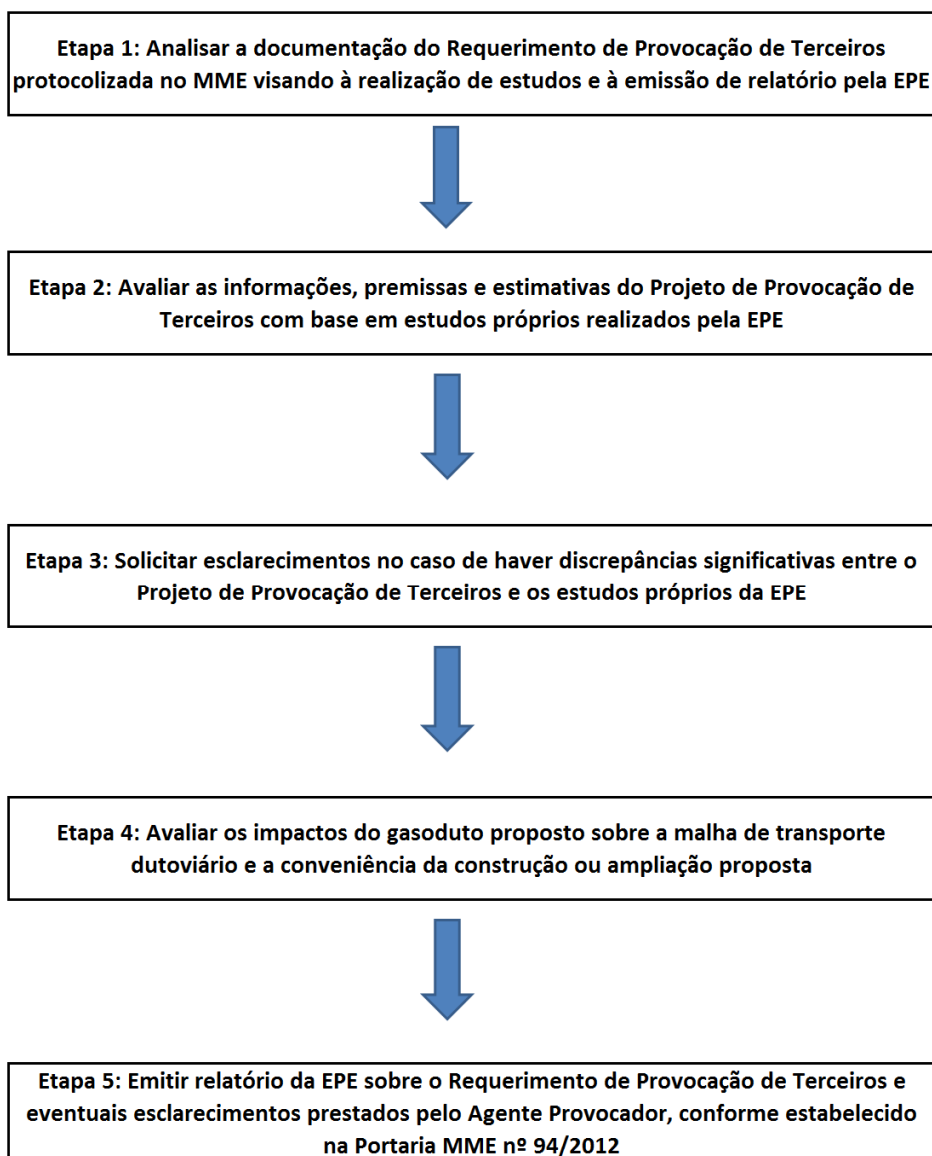 Etapa 1: Analisar a documentação do Requerimento de Provocação de Terceiros
protocolizada no MME visando à realização de estudos e à emissão de relatório pela EPE
Etapa 2: Avaliar as informações, premissas e estimativas do Projeto de Provocação de
Terceiros com base em estudos próprios realizados pela EPE
Etapa 3: Solicitar esclarecimentos no caso de haver discrepâncias significativas entre o
Projeto de Provocação de Terceiros e os estudos próprios da EPE
Etapa 4: Avaliar os impactos do gasoduto proposto sobre a malha de transporte
dutoviário e a conveniência da construção ou ampliação proposta
Etapa 5: Emitir relatório da EPE sobre o Requerimento de Provocação de Terceiros e
eventuais esclarecimentos prestados pelo Agente Provocador, conforme estabelecido
na Portaria MME nº 94/2012